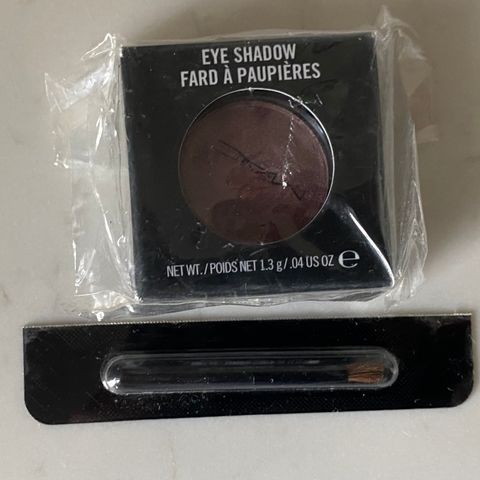 EYE SHADOW
FARD À PAUPIÈRES
NET WT./POIDS NET 1.3 g/.04 US OZ ℮